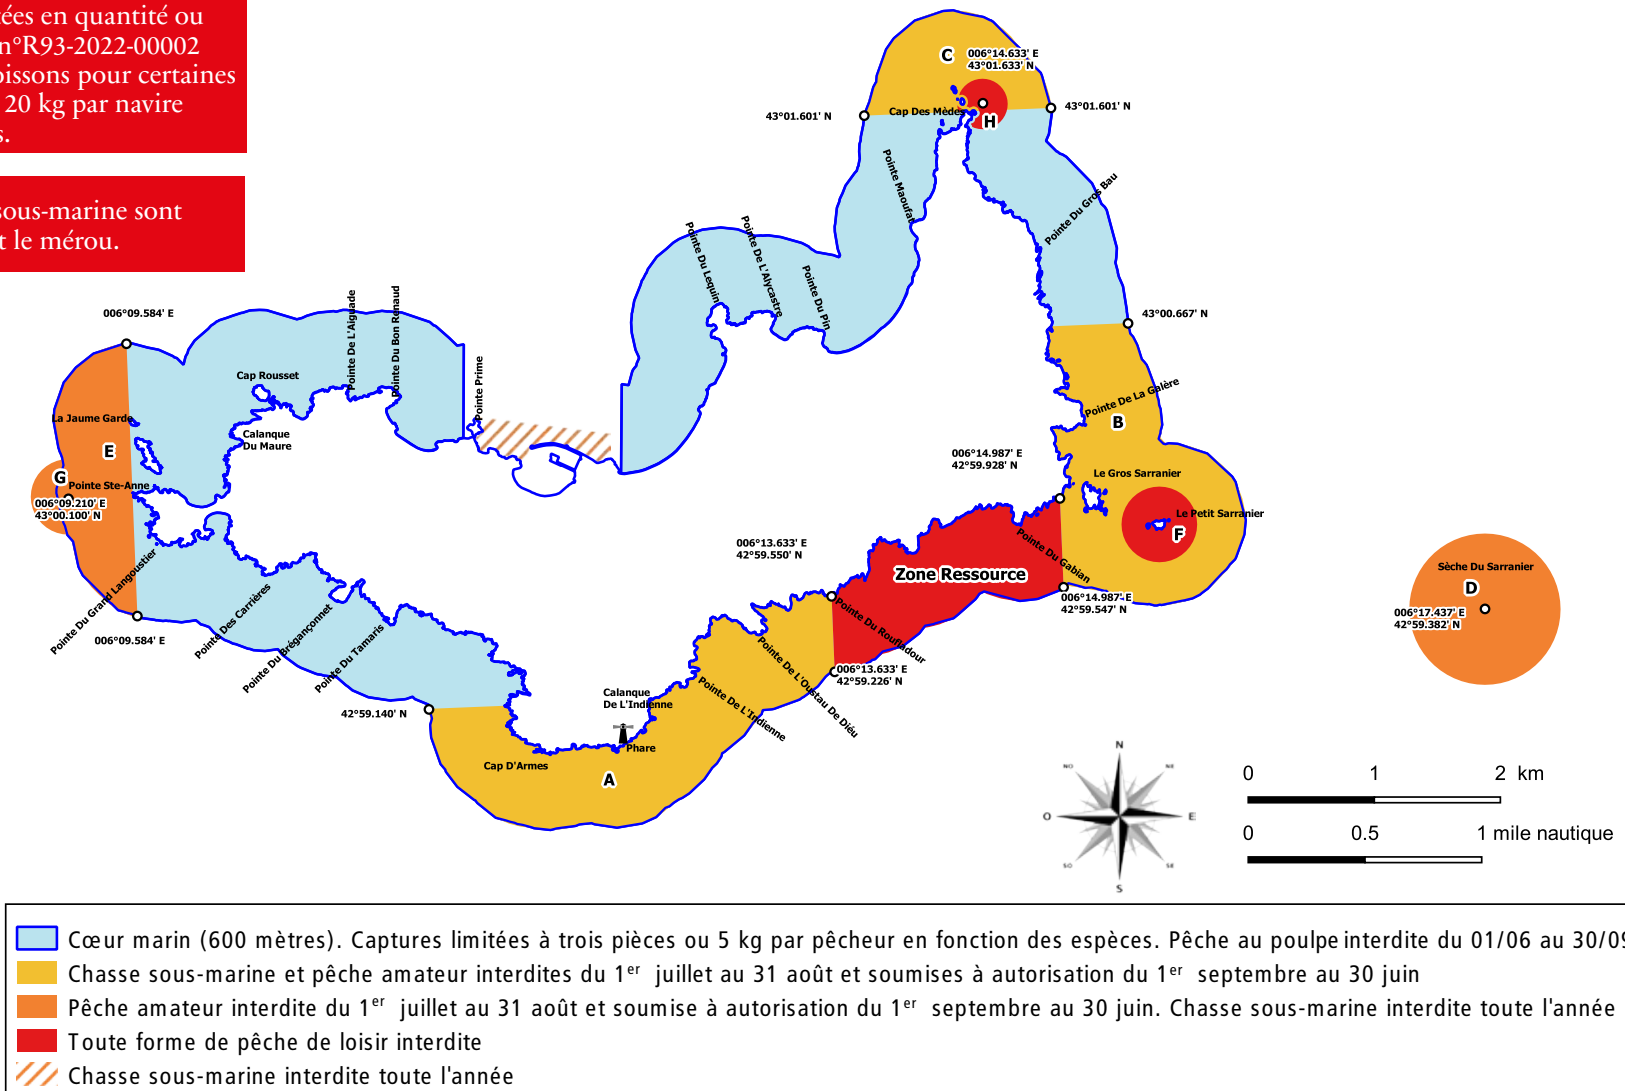 ées en quantité ou
n°R93-2022-00002
oissons pour certaines
20 kg par navire
s.
sous-marine sont
t le mérou.
C
006°14.633' E
43°01.633' N
43°01.601' N
Cap Des Mèdes
H
43°01.601' N
Pointe Maoufat
Pointe Du Gros Bau
Pointe Du Lequin
Pointe De L'Alycastre
Pointe Du Pin
006°09.584' E
43°00.667' N
Pointe De L'Aiguade
Pointe Du Bon Renaud
Pointe Prime
Cap Rousset
La Jaume Garde
Calanque
Du Maure
E
Pointe De La Galère
B
006°14.987' E
42°59.928' N
G
Pointe Ste-Anne
006°09.210' E
43°00.100' N
Le Gros Sarranier
Le Petit Sarranier
F
006°13.633' E
42°59.550' N
Pointe Du Gabian
Zone Ressource
Sèche Du Sarranier
D
006°17.437' E
42°59.382' N
006°14.987' E
42°59.547' N
Pointe Du Grand Langoustier
006°09.584' E
Pointe Des Carrières
Pointe Du Brégançonnet
Pointe Du Tamaris
Pointe Du Roufladour
006°13.633' E
42°59.226' N
Pointe De L'Oustau De Diéu
Pointe De L'Indienne
42°59.140' N
Calanque
De L'Indienne
Phare
Cap D'Armes
A
N
NO
NE
O
E
SO
SE
S
0 1 2 km
0 0.5 1 mile nautique
Cœur marin (600 mètres). Captures limitées à trois pièces ou 5 kg par pêcheur en fonction des espèces. Pêche au poulpe interdite du 01/06 au 30/09
Chasse sous-marine et pêche amateur interdites du 1er juillet au 31 août et soumises à autorisation du 1er septembre au 30 juin
Pêche amateur interdite du 1er juillet au 31 août et soumise à autorisation du 1er septembre au 30 juin. Chasse sous-marine interdite toute l'année
Toute forme de pêche de loisir interdite
Chasse sous-marine interdite toute l'année